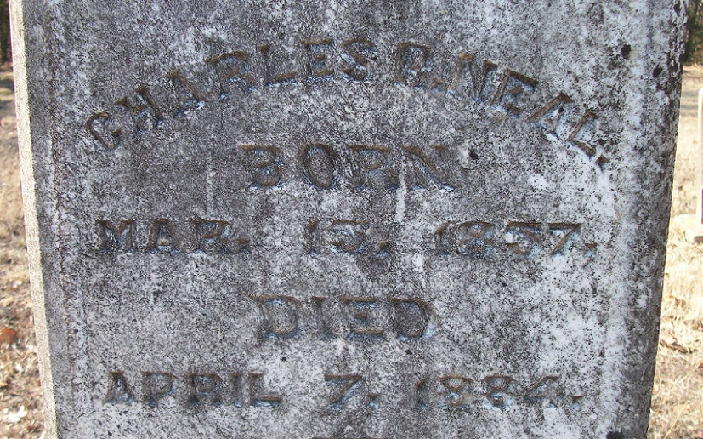 CHARLES B. NEAL.
BORN
MAR. 15. 1857.
DIED
APRIL 7. 1884.